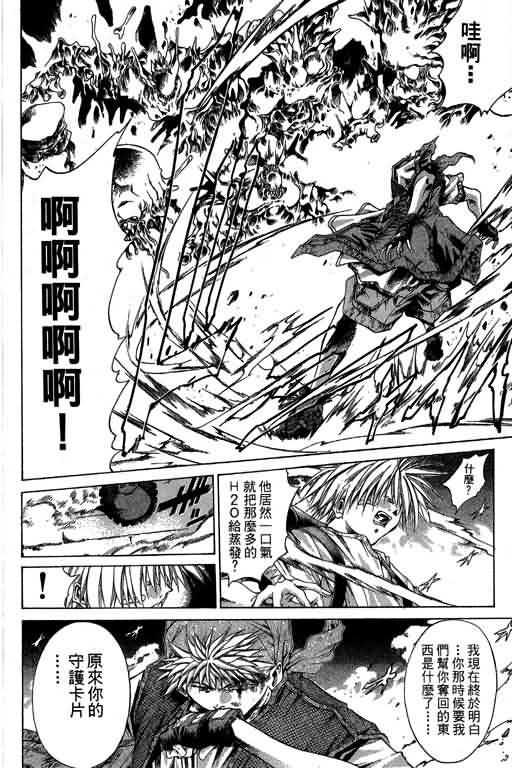 哇啊…
啊啊啊啊啊！
什麼？
他居然一口氣
就把那麼多的
H2O給蒸發？
！
我現在終於明白
……你那時候要我
們幫你奪回的東
西是什麼了……
原來你的
守護卡片
……